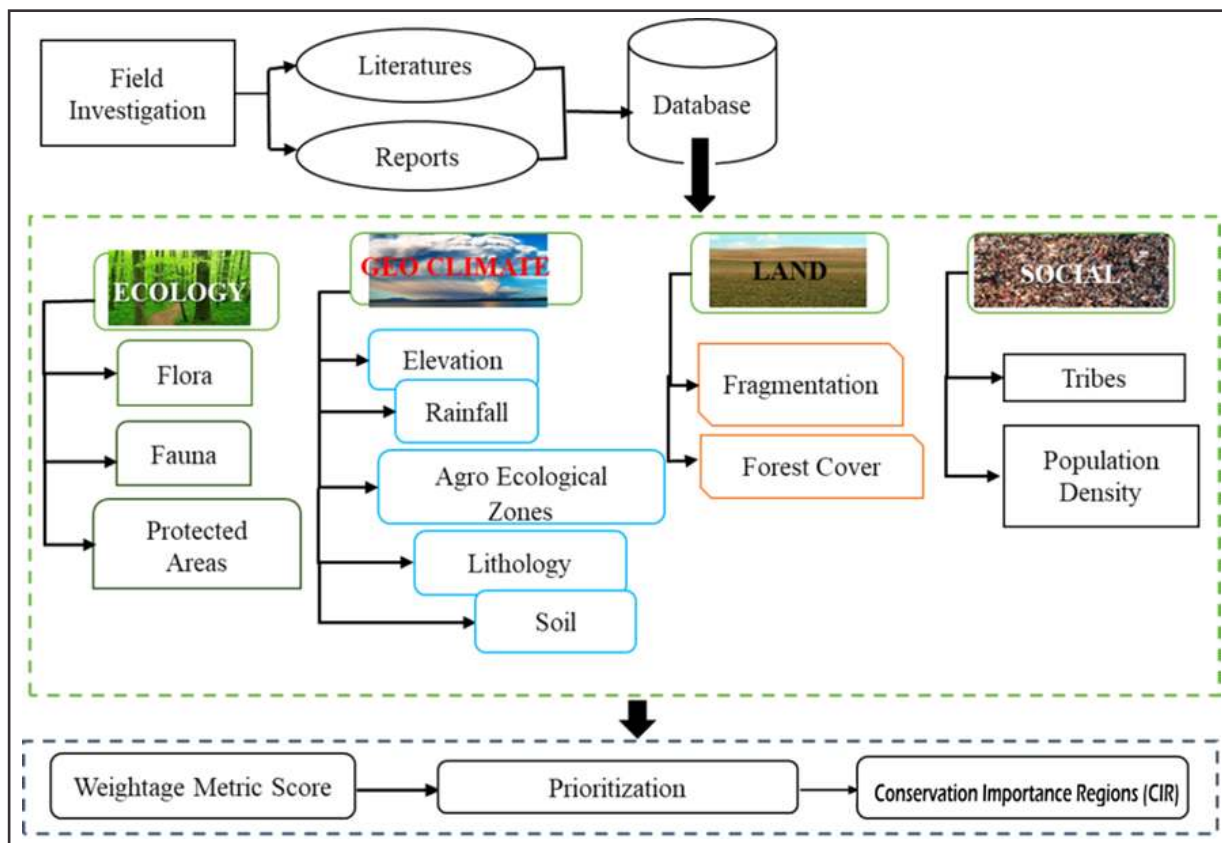 Field
Investigation
Literatures
Reports
Database
ECOLOGY
GEO CLIMATE
LAND
SOCIAL
Flora
Fauna
Protected
Areas
Elevation
Rainfall
Agro Ecological
Zones
Lithology
Soil
Fragmentation
Forest Cover
Tribes
Population
Density
Weightage Metric Score
Prioritization
Conservation Importance Regions (CIR)